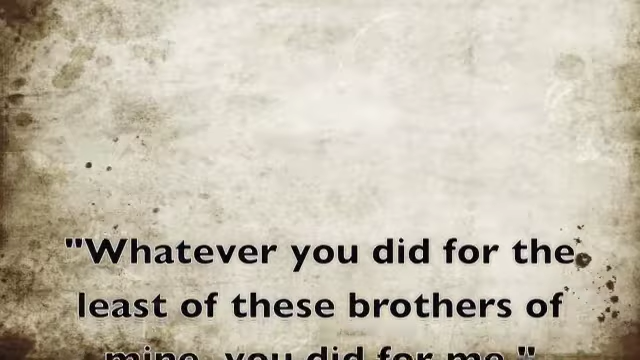 "Whatever you did for the
least of these brothers of
mine, you did for me."